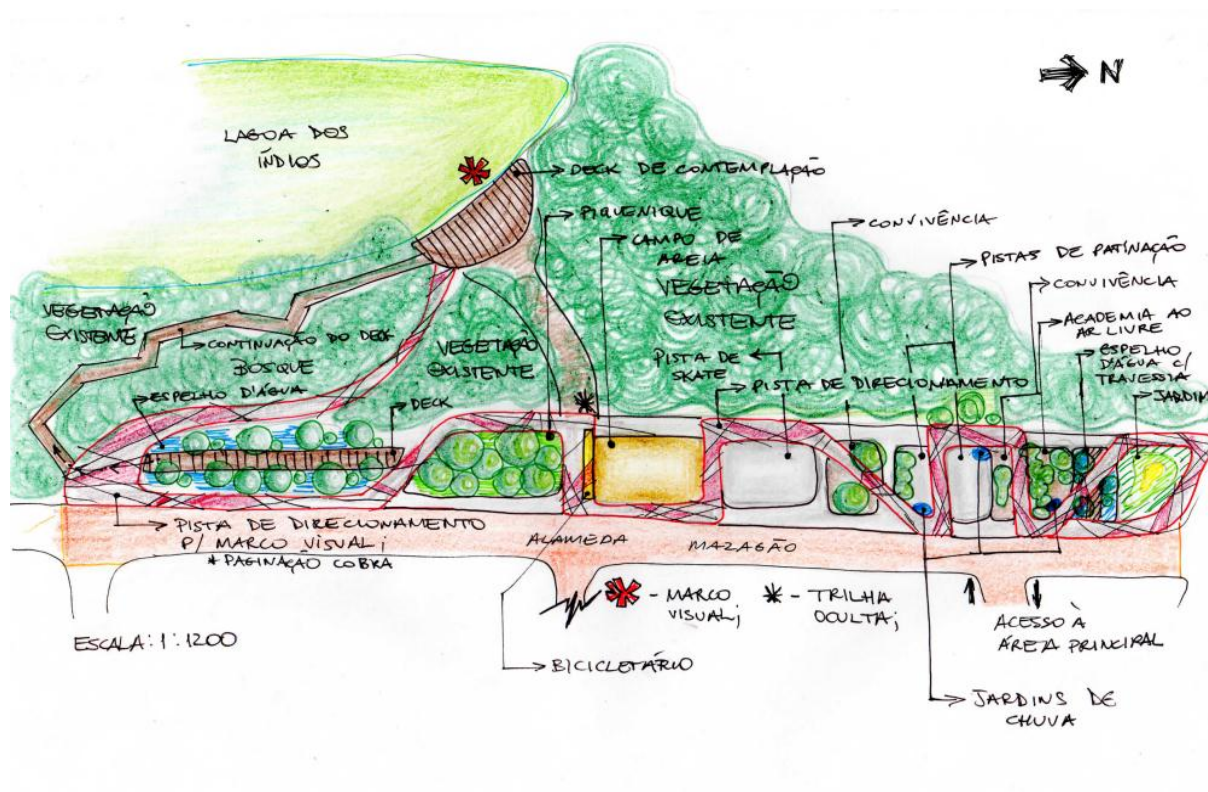 N
LAGOA DOS
ÍNDIOS
DECK DE CONTEMPLAÇÃO
PIQUENIQUE
CONVIVÊNCIA
CAMPO DE
AREIA
PISTAS DE PATINAÇÃO
CONVIVÊNCIA
VEGETAÇÃO
EXISTENTE
VEGETAÇÃO
EXISTENTE
ACADEMIA AO
AR LIVRE
CONTINUAÇÃO DO DECK
BOSQUE
VEGETAÇÃO
EXISTENTE
PISTA DE
SKATE
ESPELHO
D'ÁGUA C/
TRAVESSIA
PISTA DE DIRECIONAMENTO
JARDIM
ESPELHO D'ÁGUA
DECK
PISTA DE DIRECIONAMENTO
P/ MARCO VISUAL;
* PAGINAÇÃO COBRA
ALAMEDA
MAZAGÃO
- MARCO
VISUAL;
- TRILHA
OCULTA;
ACESSO À
ÁREA PRINCIPAL
ESCALA: 1:1200
BICICLETÁRIO
JARDINS DE
CHUVA